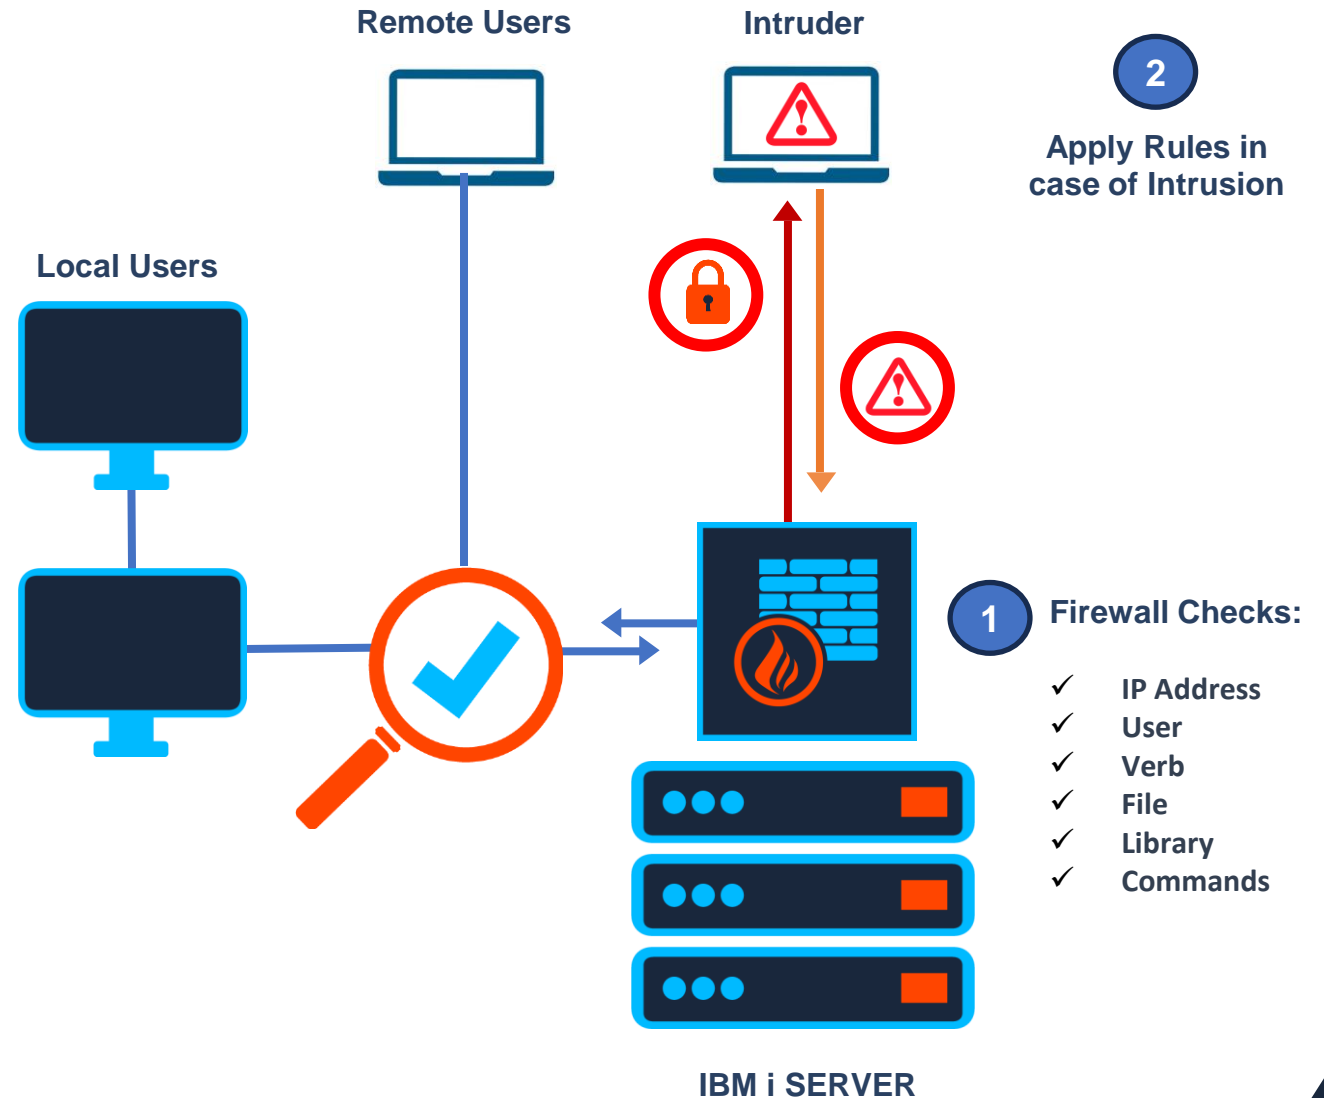 Remote Users
Intruder
2
Apply Rules in
case of Intrusion
Local Users
1
Firewall Checks:
✓ IP Address
✓ User
✓ Verb
✓ File
✓ Library
✓ Commands
IBM i SERVER